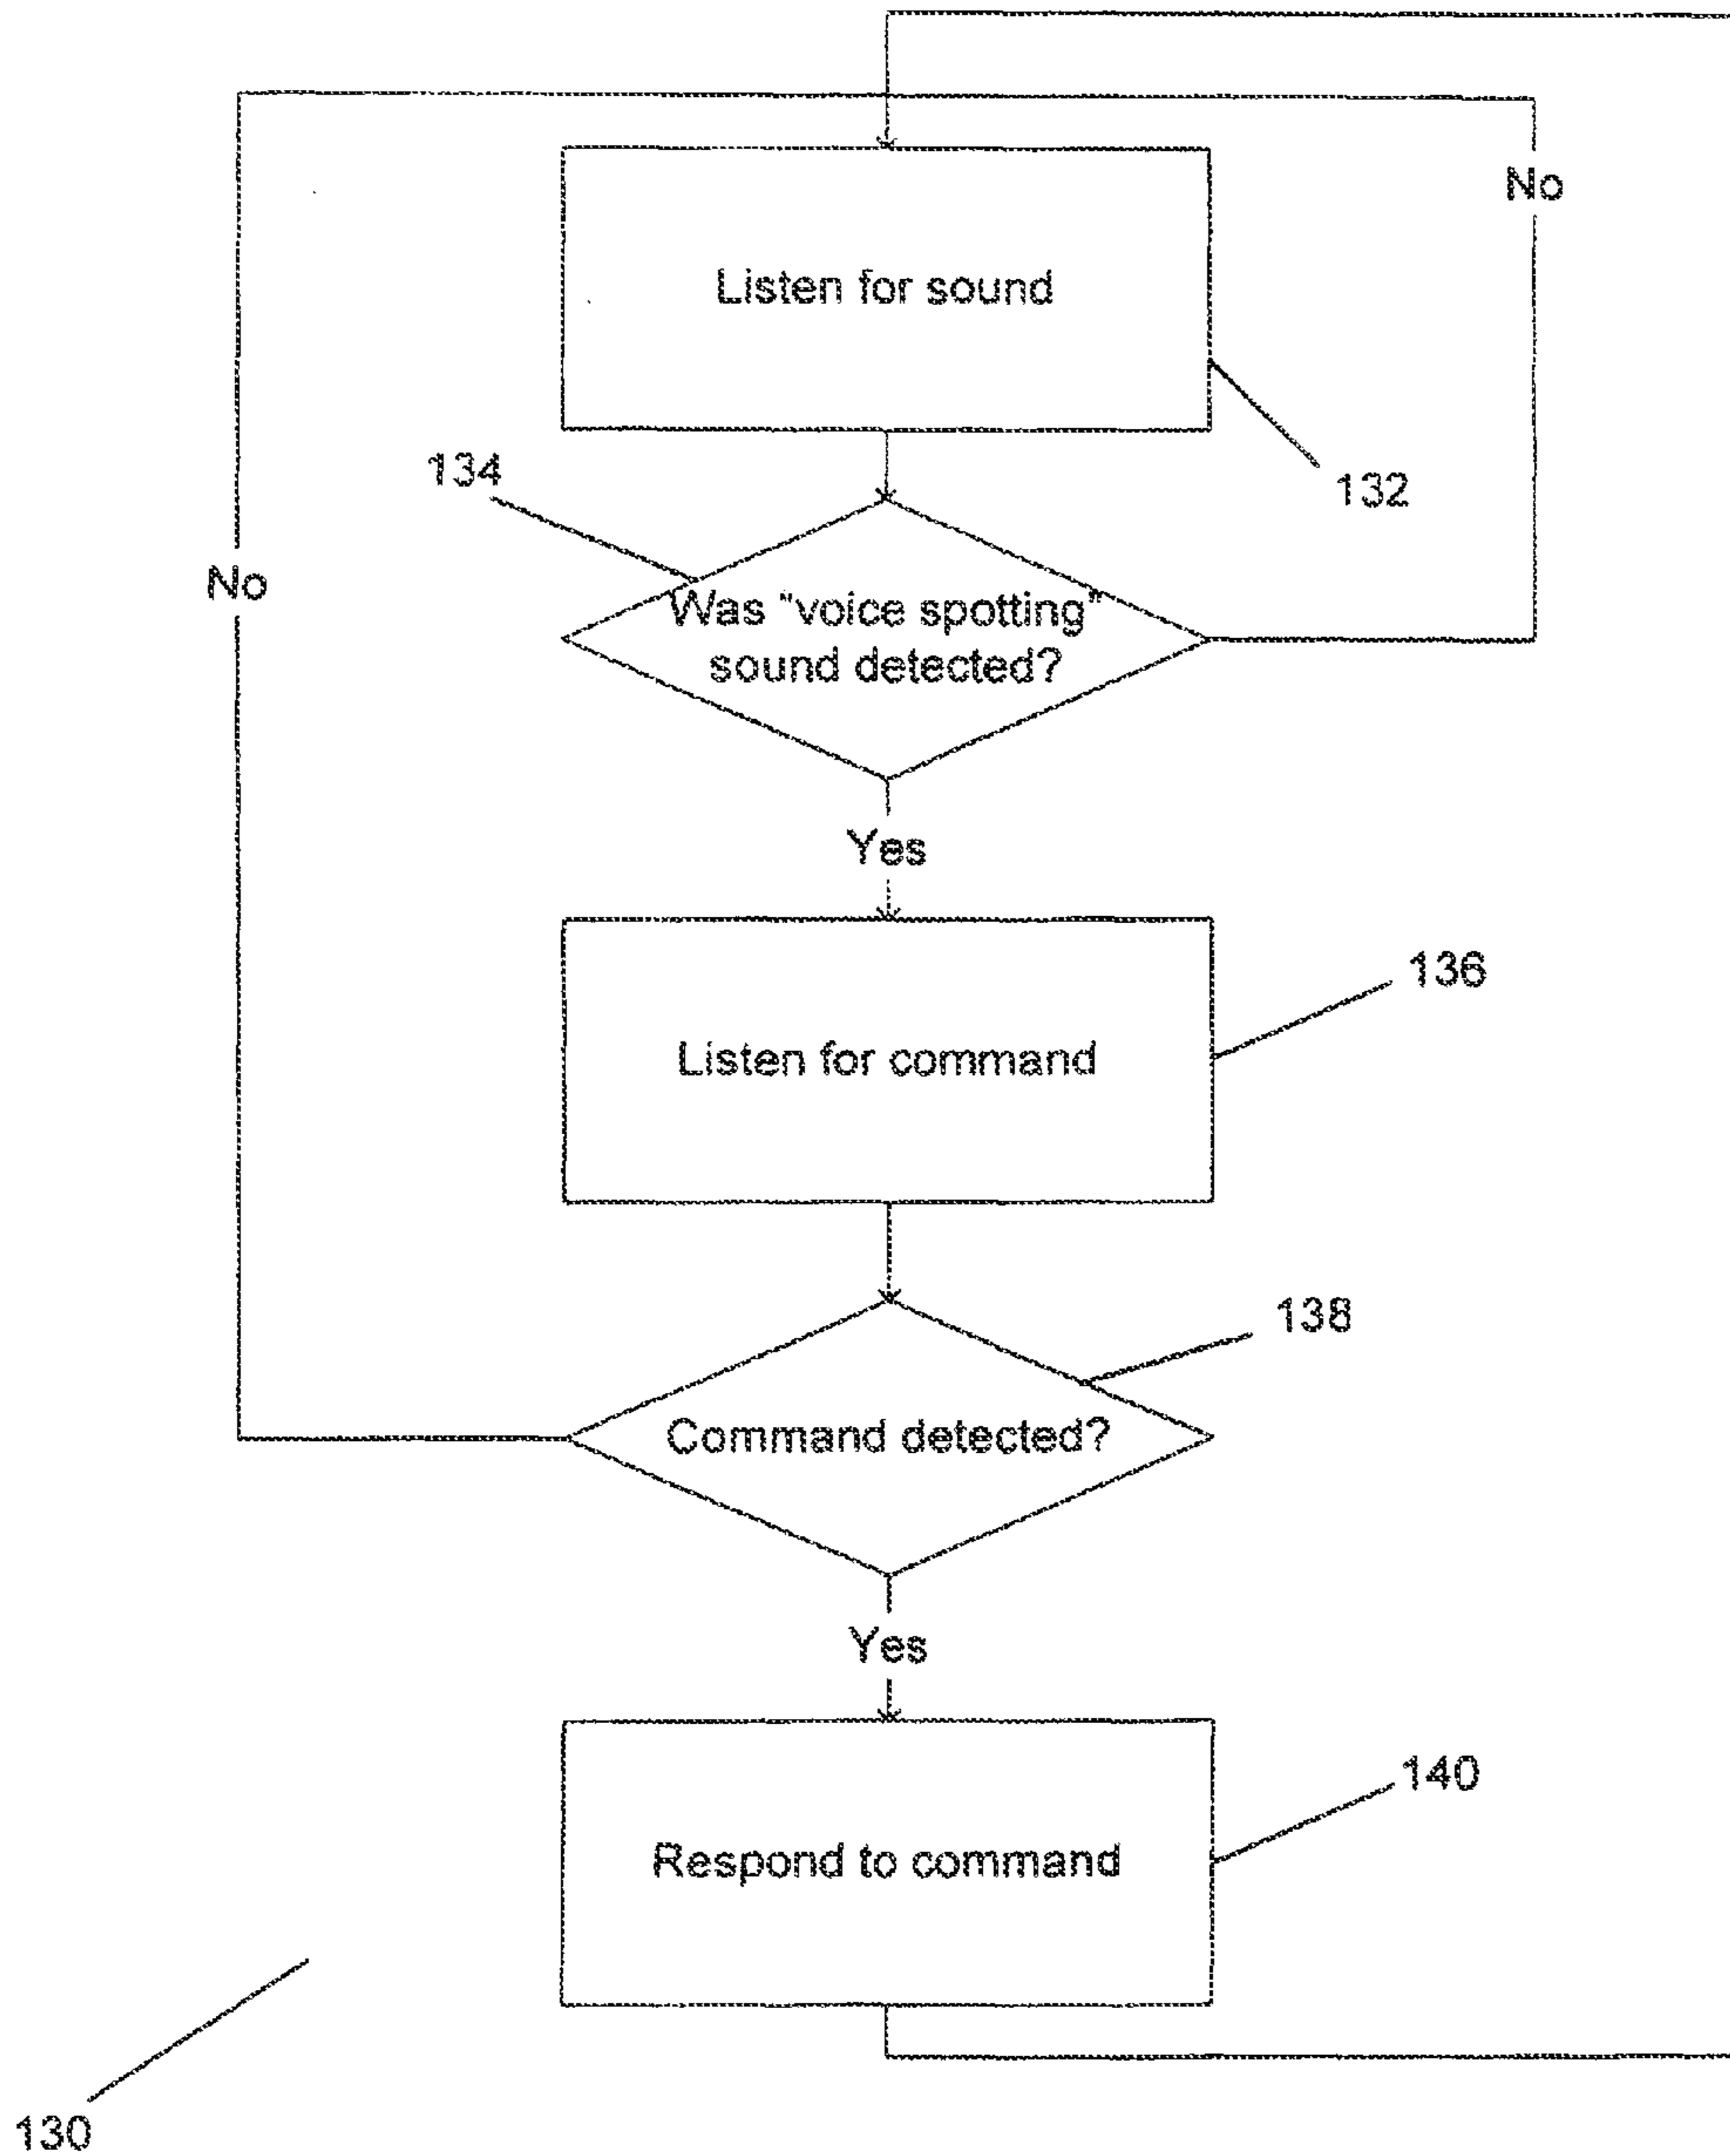 No
Listen for sound
132
134
No
Was "voice spotting"
sound detected?
Yes
136
Listen for command
138
Command detected?
Yes
140
Respond to command
130